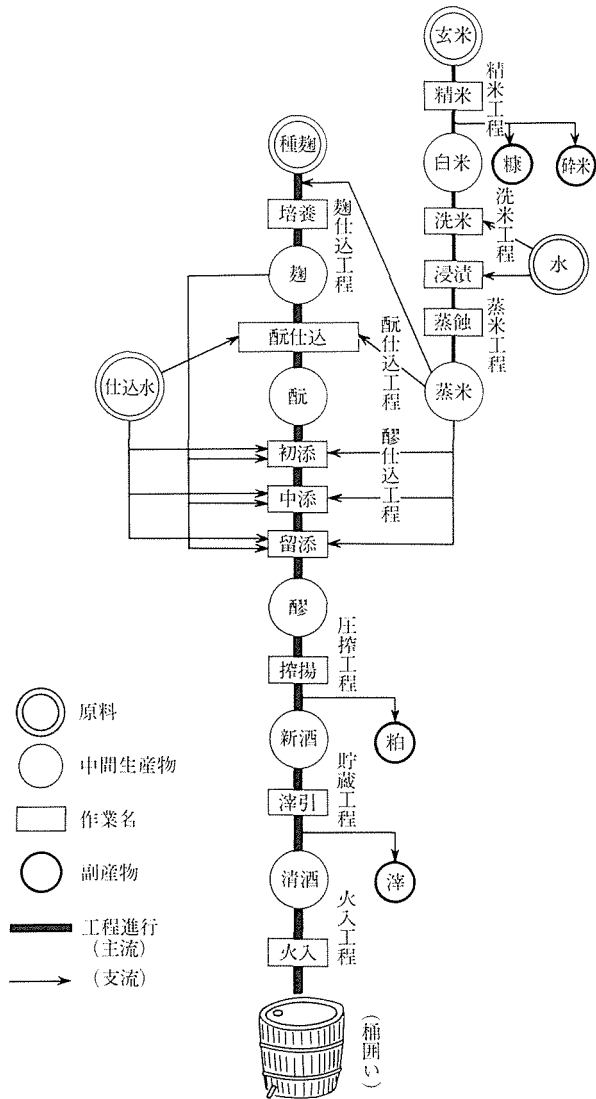 玄米
精米
精米工程
白米
糠
砕米
洗米
洗米工程
水
浸漬
蒸蝕
蒸米工程
蒸米
種麹
培養
麹仕込工程
麹
酛仕込
酛仕込工程
仕込水
酛
初添
中添
留添
醪仕込工程
醪
搾揚
圧搾工程
新酒
粕
滓引
貯蔵工程
清酒
滓
火入
火入工程
(桶囲い)
原料
中間生産物
作業名
副産物
工程進行
(主流)
(支流)